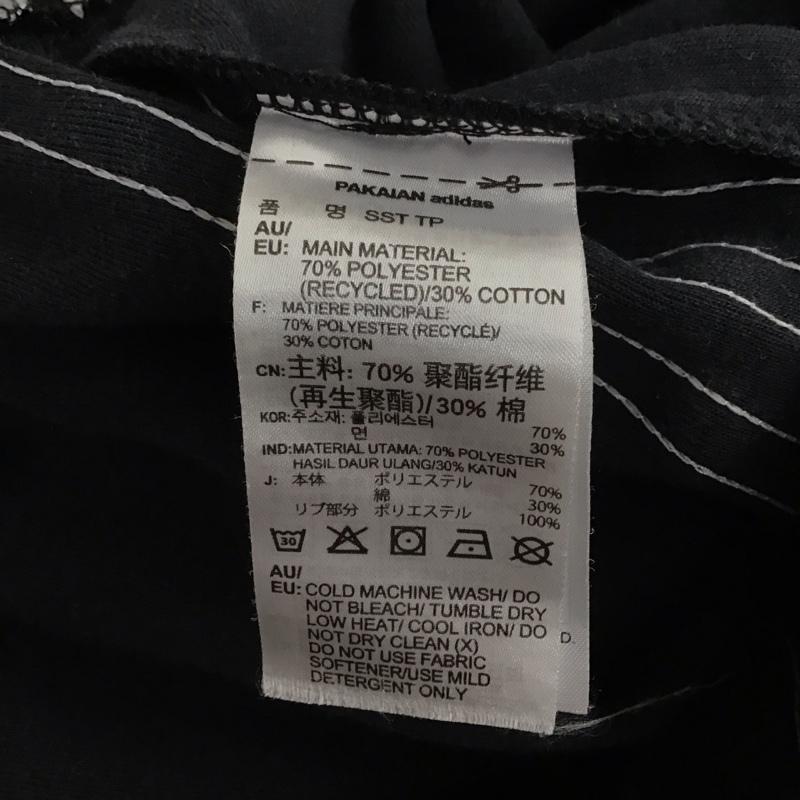 PAKAIAN adidas
품 명 SST TP
AU/
EU: MAIN MATERIAL:
70% POLYESTER
(RECYCLED)/30% COTTON
F: MATIERE PRINCIPALE:
70% POLYESTER (RECYCLÉ)/
30% COTON
CN:主料: 70% 聚酯纤维
(再生聚酯)/30% 棉
KOR:주소재: 폴리에스터 70%
면 30%
IND:MATERIAL UTAMA: 70% POLYESTER
HASIL DAUR ULANG/30% KATUN
J: 本体 ポリエステル 70%
綿 30%
リブ部分 ポリエステル 100%
30
AU/
EU: COLD MACHINE WASH/ DO
NOT BLEACH/ TUMBLE DRY
LOW HEAT/ COOL IRON/ DO
NOT DRY CLEAN (X)
DO NOT USE FABRIC
SOFTENER/USE MILD
DETERGENT ONLY
D.